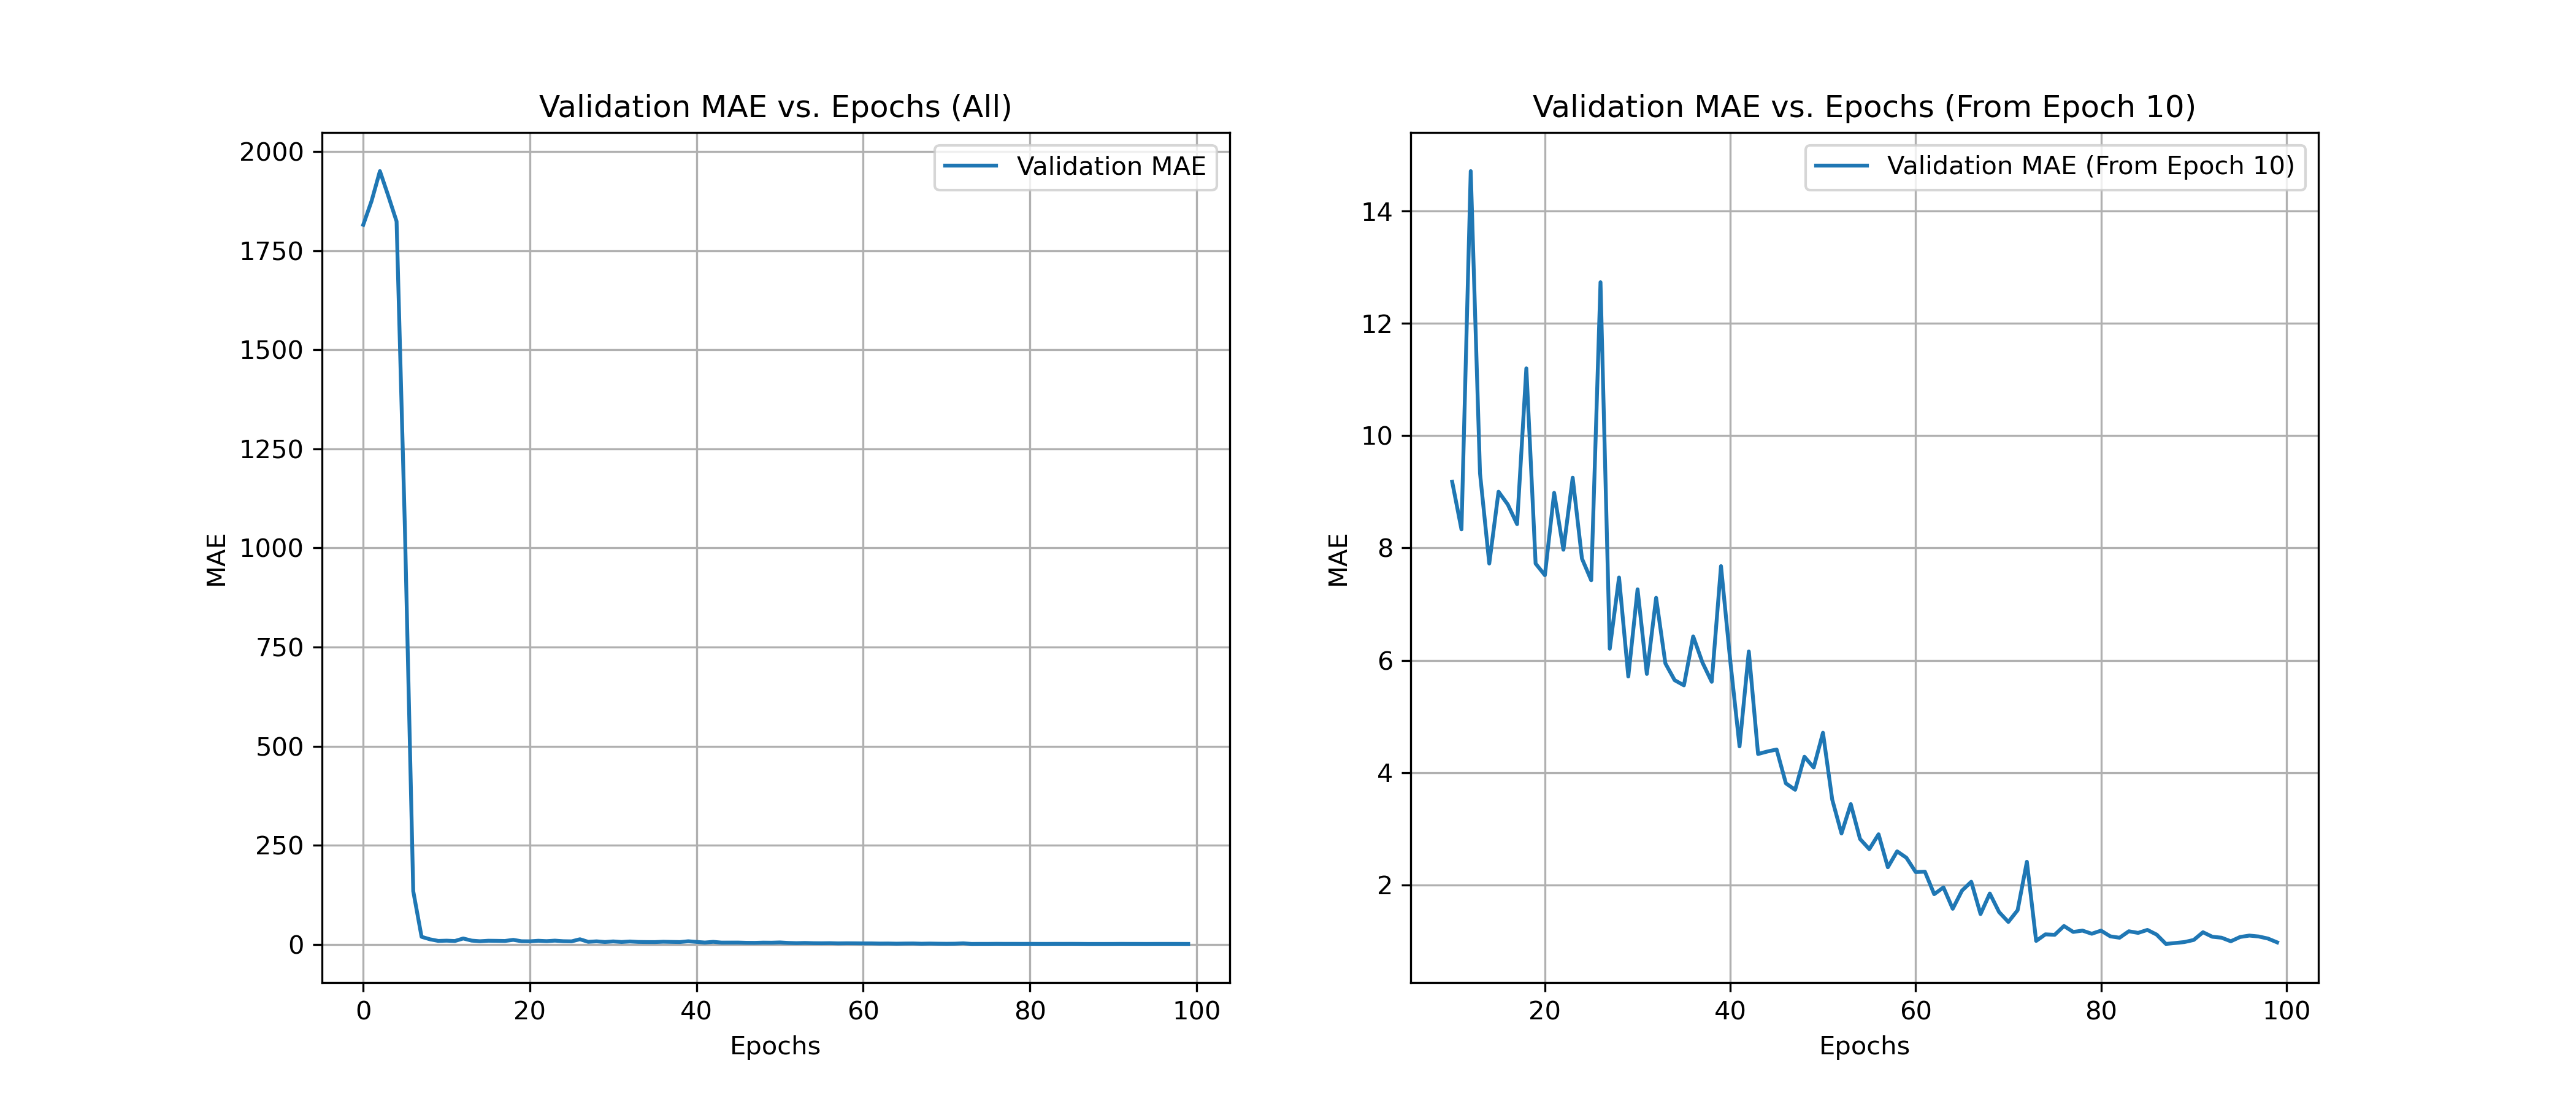 Validation MAE vs. Epochs (All)
Validation MAE
MAE
2000
1750
1500
1250
1000
750
500
250
0
0 20 40 60 80 100
Epochs
Validation MAE vs. Epochs (From Epoch 10)
Validation MAE (From Epoch 10)
MAE
14
12
10
8
6
4
2
20 40 60 80 100
Epochs